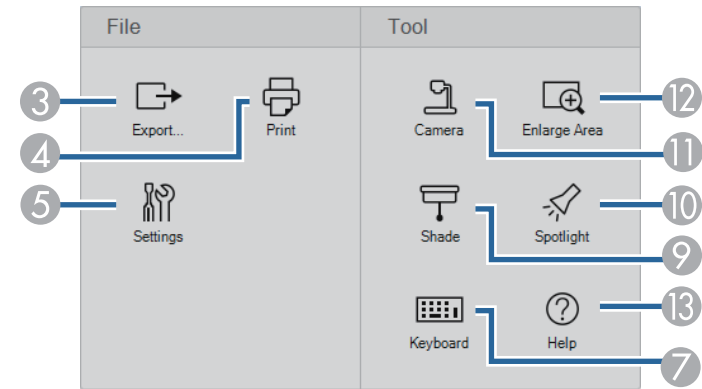 File Tool
3 Export... Print Camera Enlarge Area 12
4 11
5 Settings Shade Spotlight 10
9
Keyboard Help 13
7